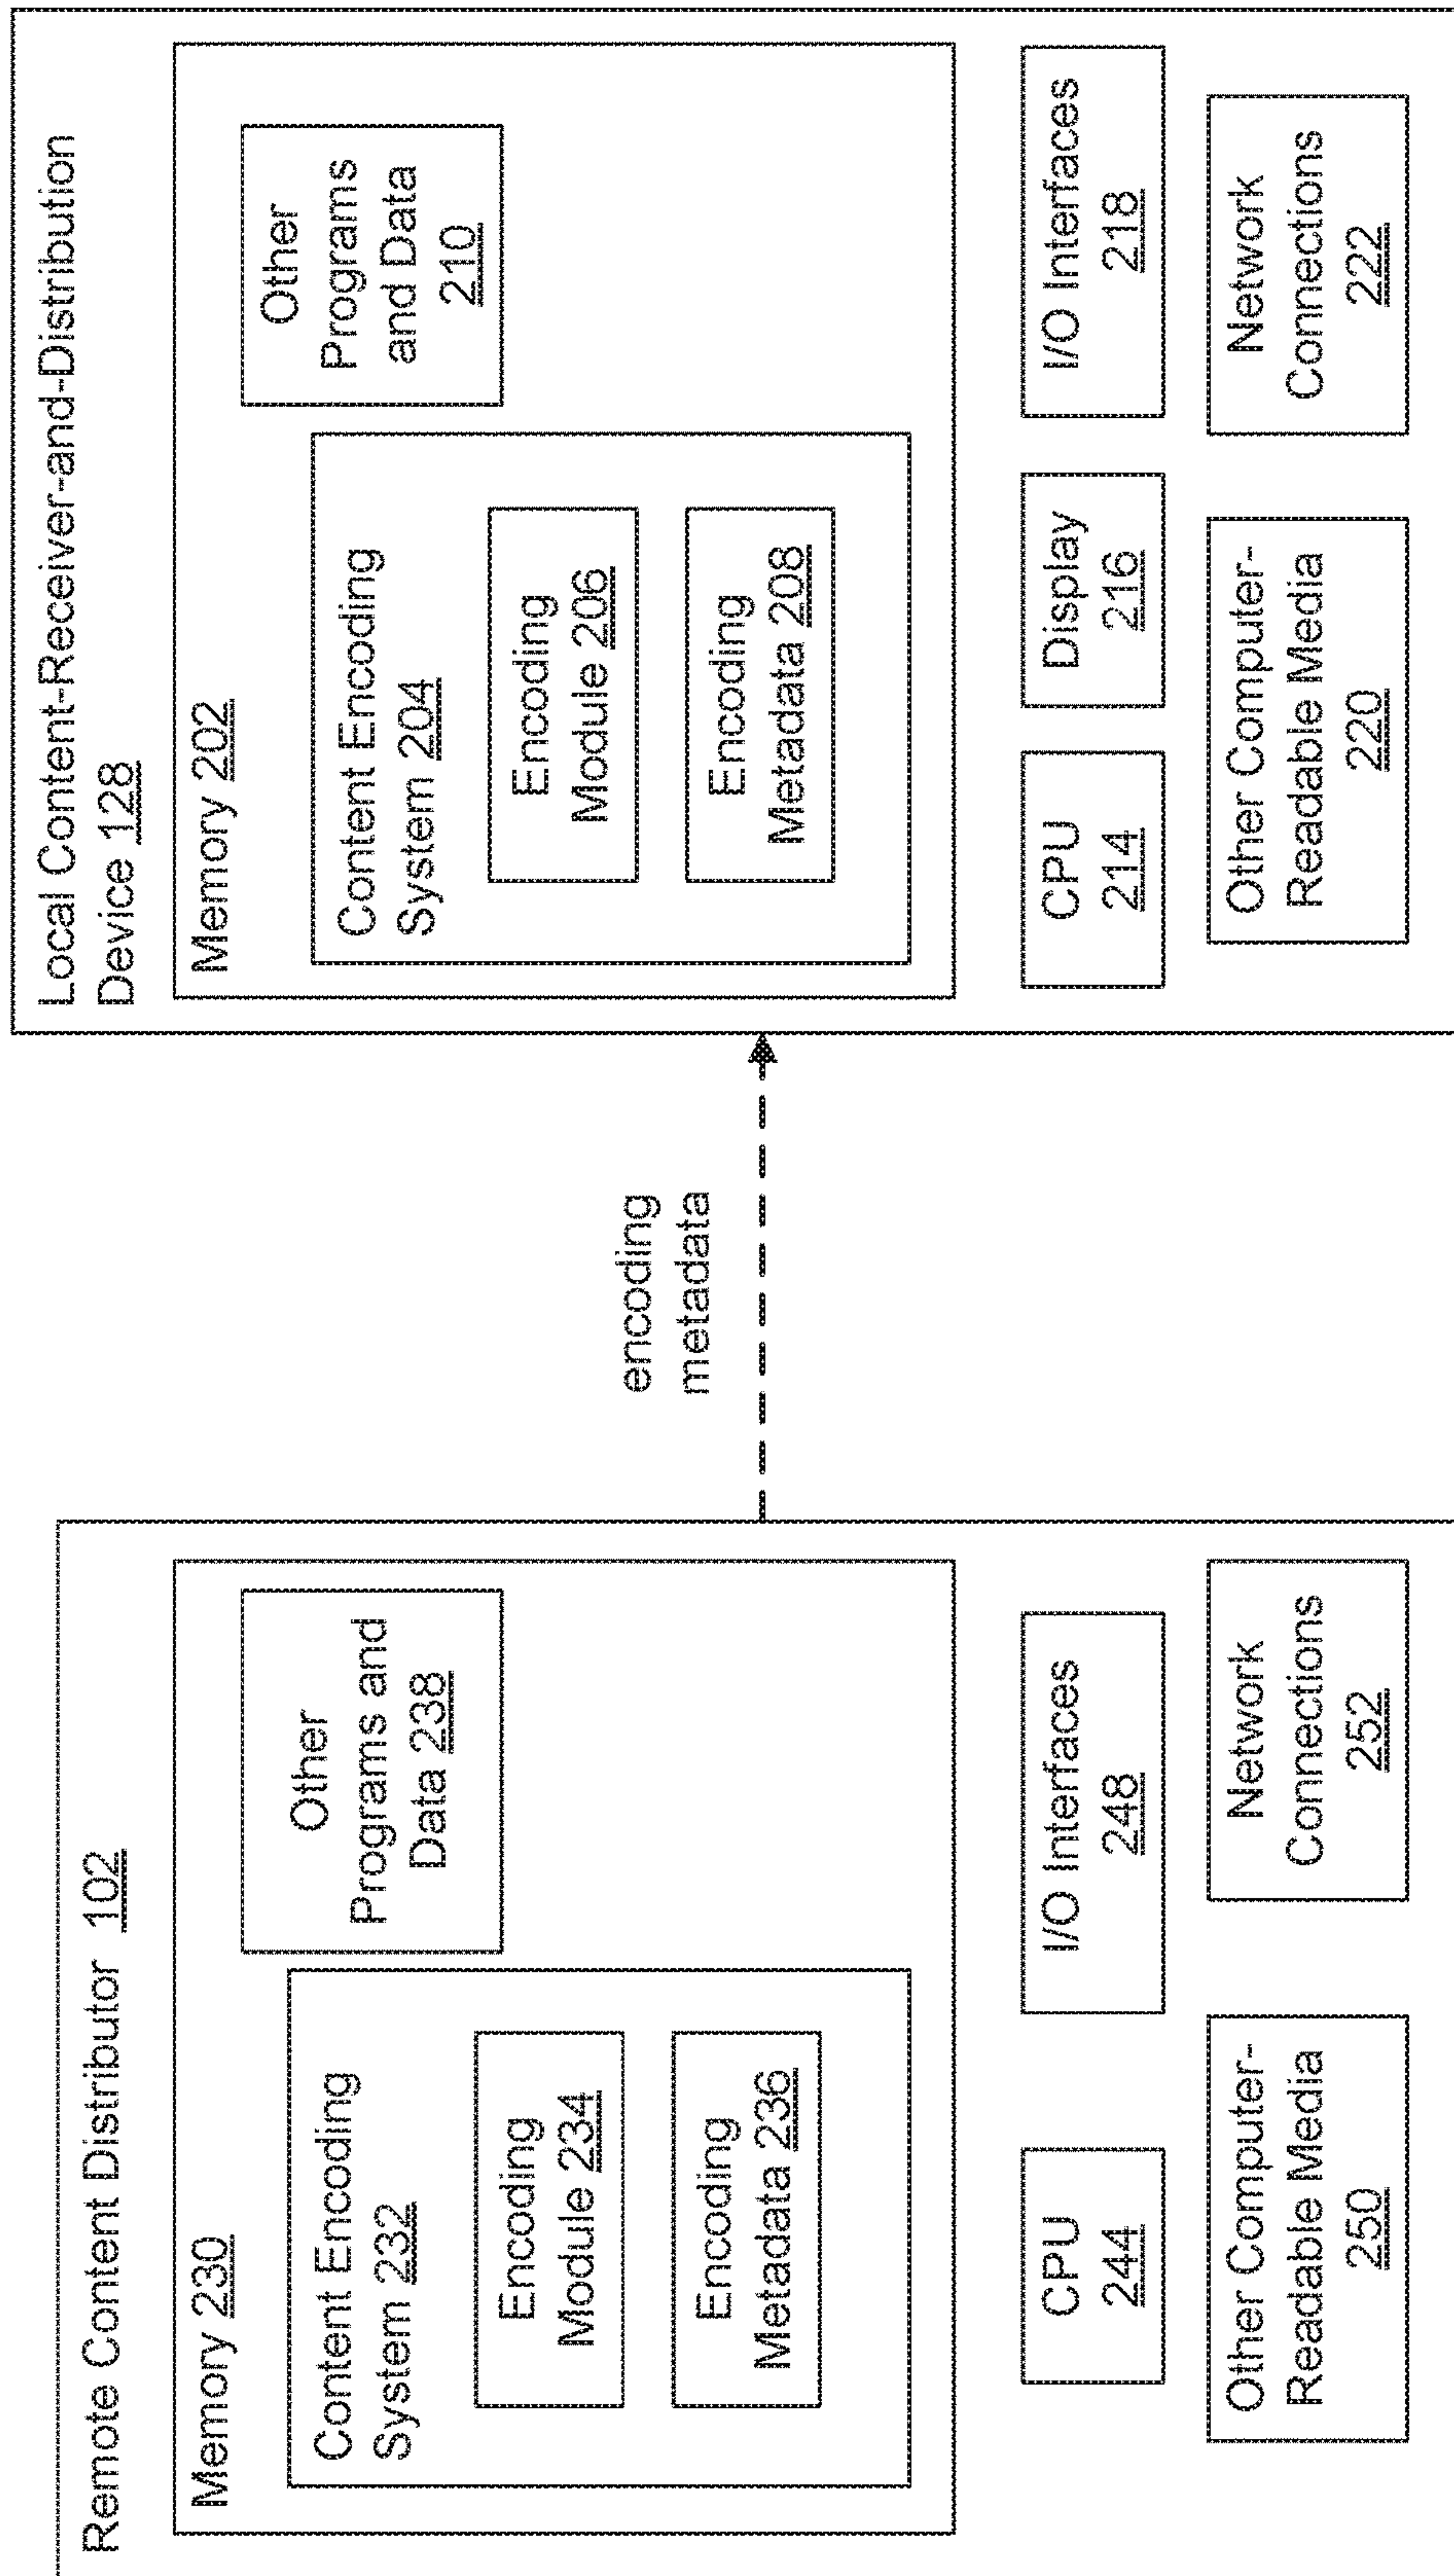 Remote Content Distributor 102
Memory 230
Content Encoding
System 232
Encoding
Module 234
Encoding
Metadata 236
Other
Programs and
Data 238
CPU
244
I/O Interfaces
248
Other Computer-
Readable Media
250
Network
Connections
252
encoding
metadata
Local Content-Receiver-and-Distribution
Device 128
Memory 202
Content Encoding
System 204
Encoding
Module 206
Encoding
Metadata 208
Other
Programs
and Data
210
CPU
214
Display
216
I/O Interfaces
218
Other Computer-
Readable Media
220
Network
Connections
222